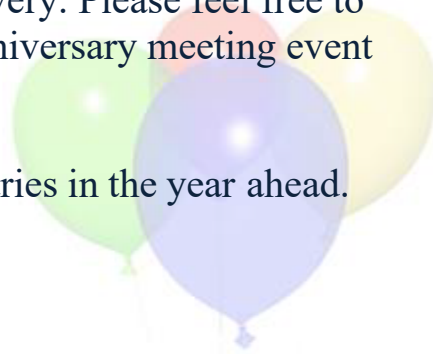 very. Please feel free to
niversary meeting event
ries in the year ahead.